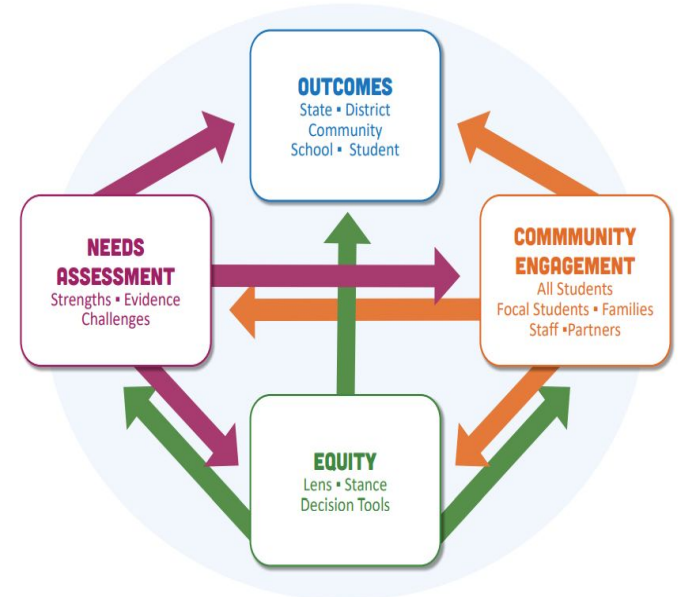 OUTCOMES
State ▪ District
Community
School ▪ Student
NEEDS
ASSESSMENT
Strengths ▪ Evidence
Challenges
COMMMUNITY
ENGAGEMENT
All Students
Focal Students ▪ Families
Staff ▪Partners
EQUITY
Lens ▪ Stance
Decision Tools